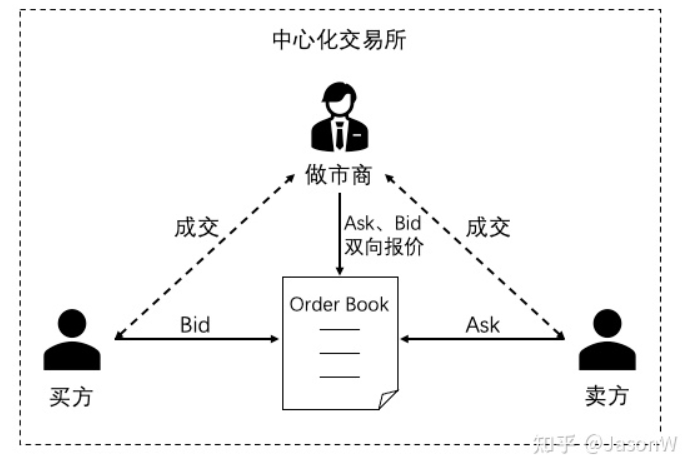 中心化交易所
做市商
成交
Ask、Bid
双向报价
成交
Order Book
Bid
Ask
买方
卖方
知乎 @JasonW